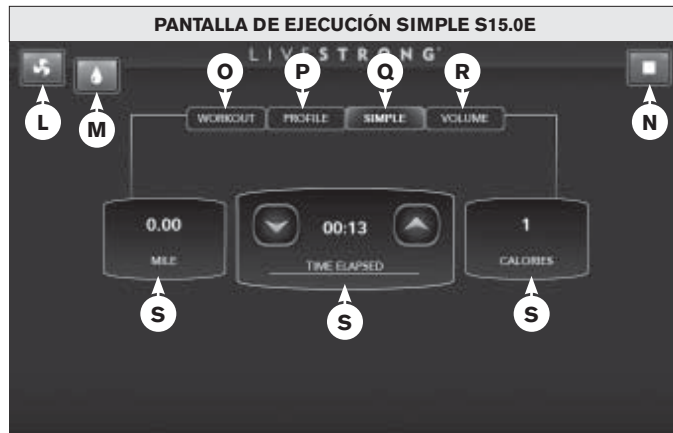 PANTALLA DE EJECUCIÓN SIMPLE S15.0E
LIVESTRONG
O P Q R
L M N
WORKOUT PROFILE SIMPLE VOLUME
0.00 00:13 1
MILE TIME ELAPSED CALORIES
S S S